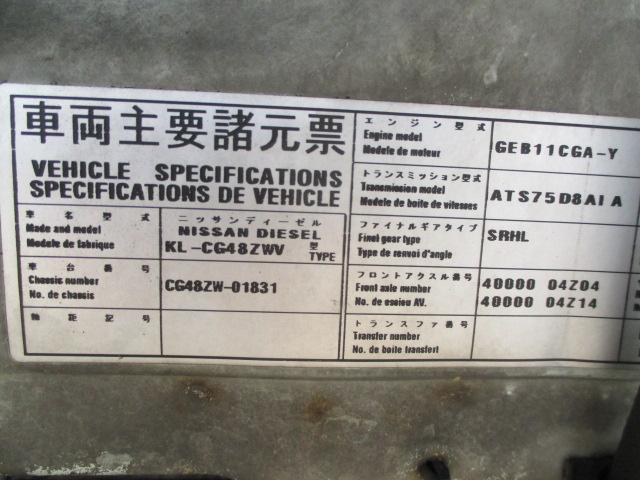 車両主要諸元票
VEHICLE SPECIFICATIONS
SPECIFICATIONS DE VEHICLE
車名型式
Made and model
Modele de fabrique
ニッサンディーゼル
NISSAN DIESEL
KL-CG48ZWV 型
TYPE
車台番号
Chassis number
No. de chassis
CG48ZW-01831
軸距記号
エンジン型式
Engine model
Modele de moteur
GEB11CGA-Y
トランスミッション型式
Transmission model
Modele de boite de vitesses
ATS75D8A1A
ファイナルギアタイプ
Final gear type
Type de renvoi d'angle
SRHL
フロントアクスル番号
Front axle number
No. de essieu AV.
40000 04Z04
40000 04Z14
トランスファ番号
Transfer number
No. de boite transfert